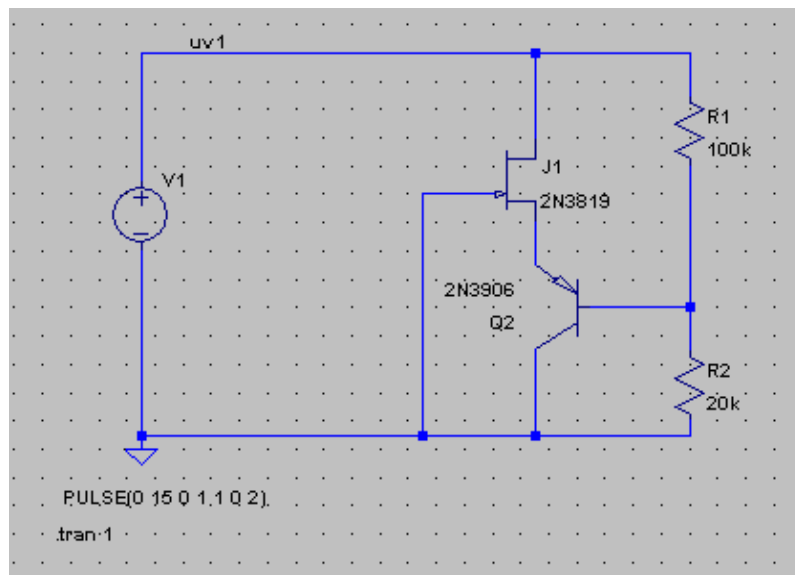 uv1
R1
100k
V1
J1
2N3819
2N3906
Q2
R2
20k
PULSE(0 15 0 1 1 0 2)
.tran 1